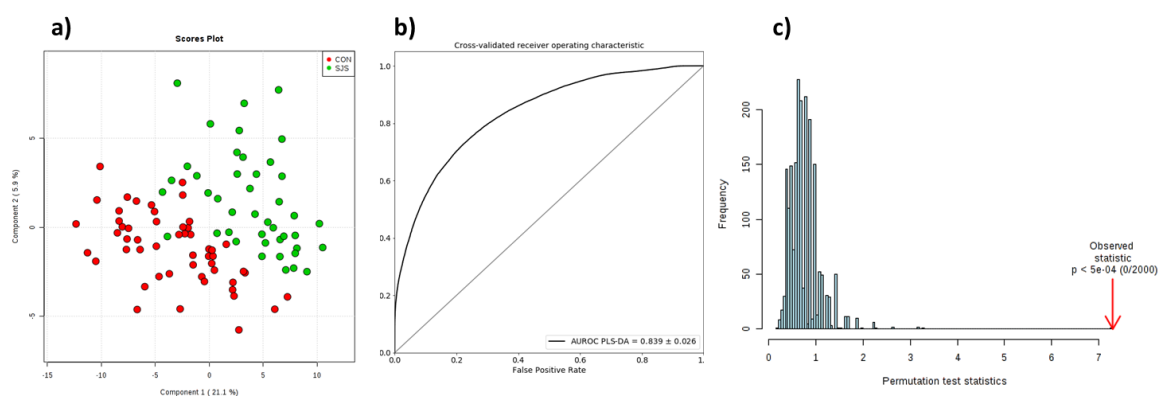 a)
Scores Plot
CON
SJS
5
0
-5
Component 2 ( 5.9 %)
-15
-10
-5
0
5
10
Component 1 ( 21.1 %)
b)
Cross-validated receiver operating characteristic
1.0
0.8
0.6
0.4
0.2
0.0
0.0
0.2
0.4
0.6
0.8
1.
AUROC PLS-DA = 0.839 ± 0.026
False Positive Rate
c)
Frequency
200
150
100
50
0
Observed
statistic
p < 5e-04 (0/2000)
0
1
2
3
4
5
6
7
Permutation test statistics